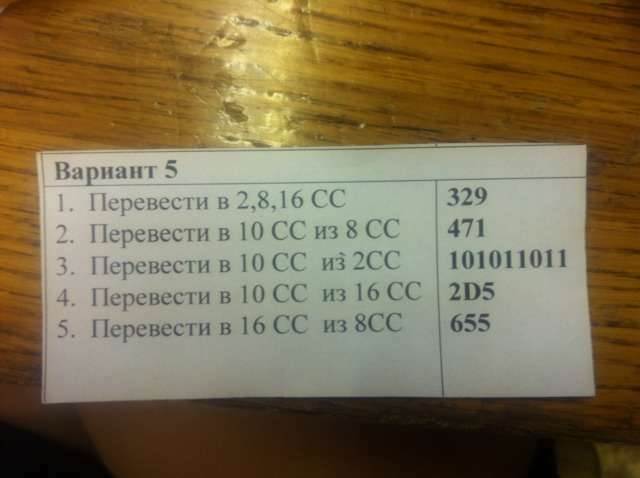 Вариант 5
1. Перевести в 2,8,16 СС 329
2. Перевести в 10 СС из 8 СС 471
3. Перевести в 10 СС из 2СС 101011011
4. Перевести в 10 СС из 16 СС 2D5
5. Перевести в 16 СС из 8СС 655